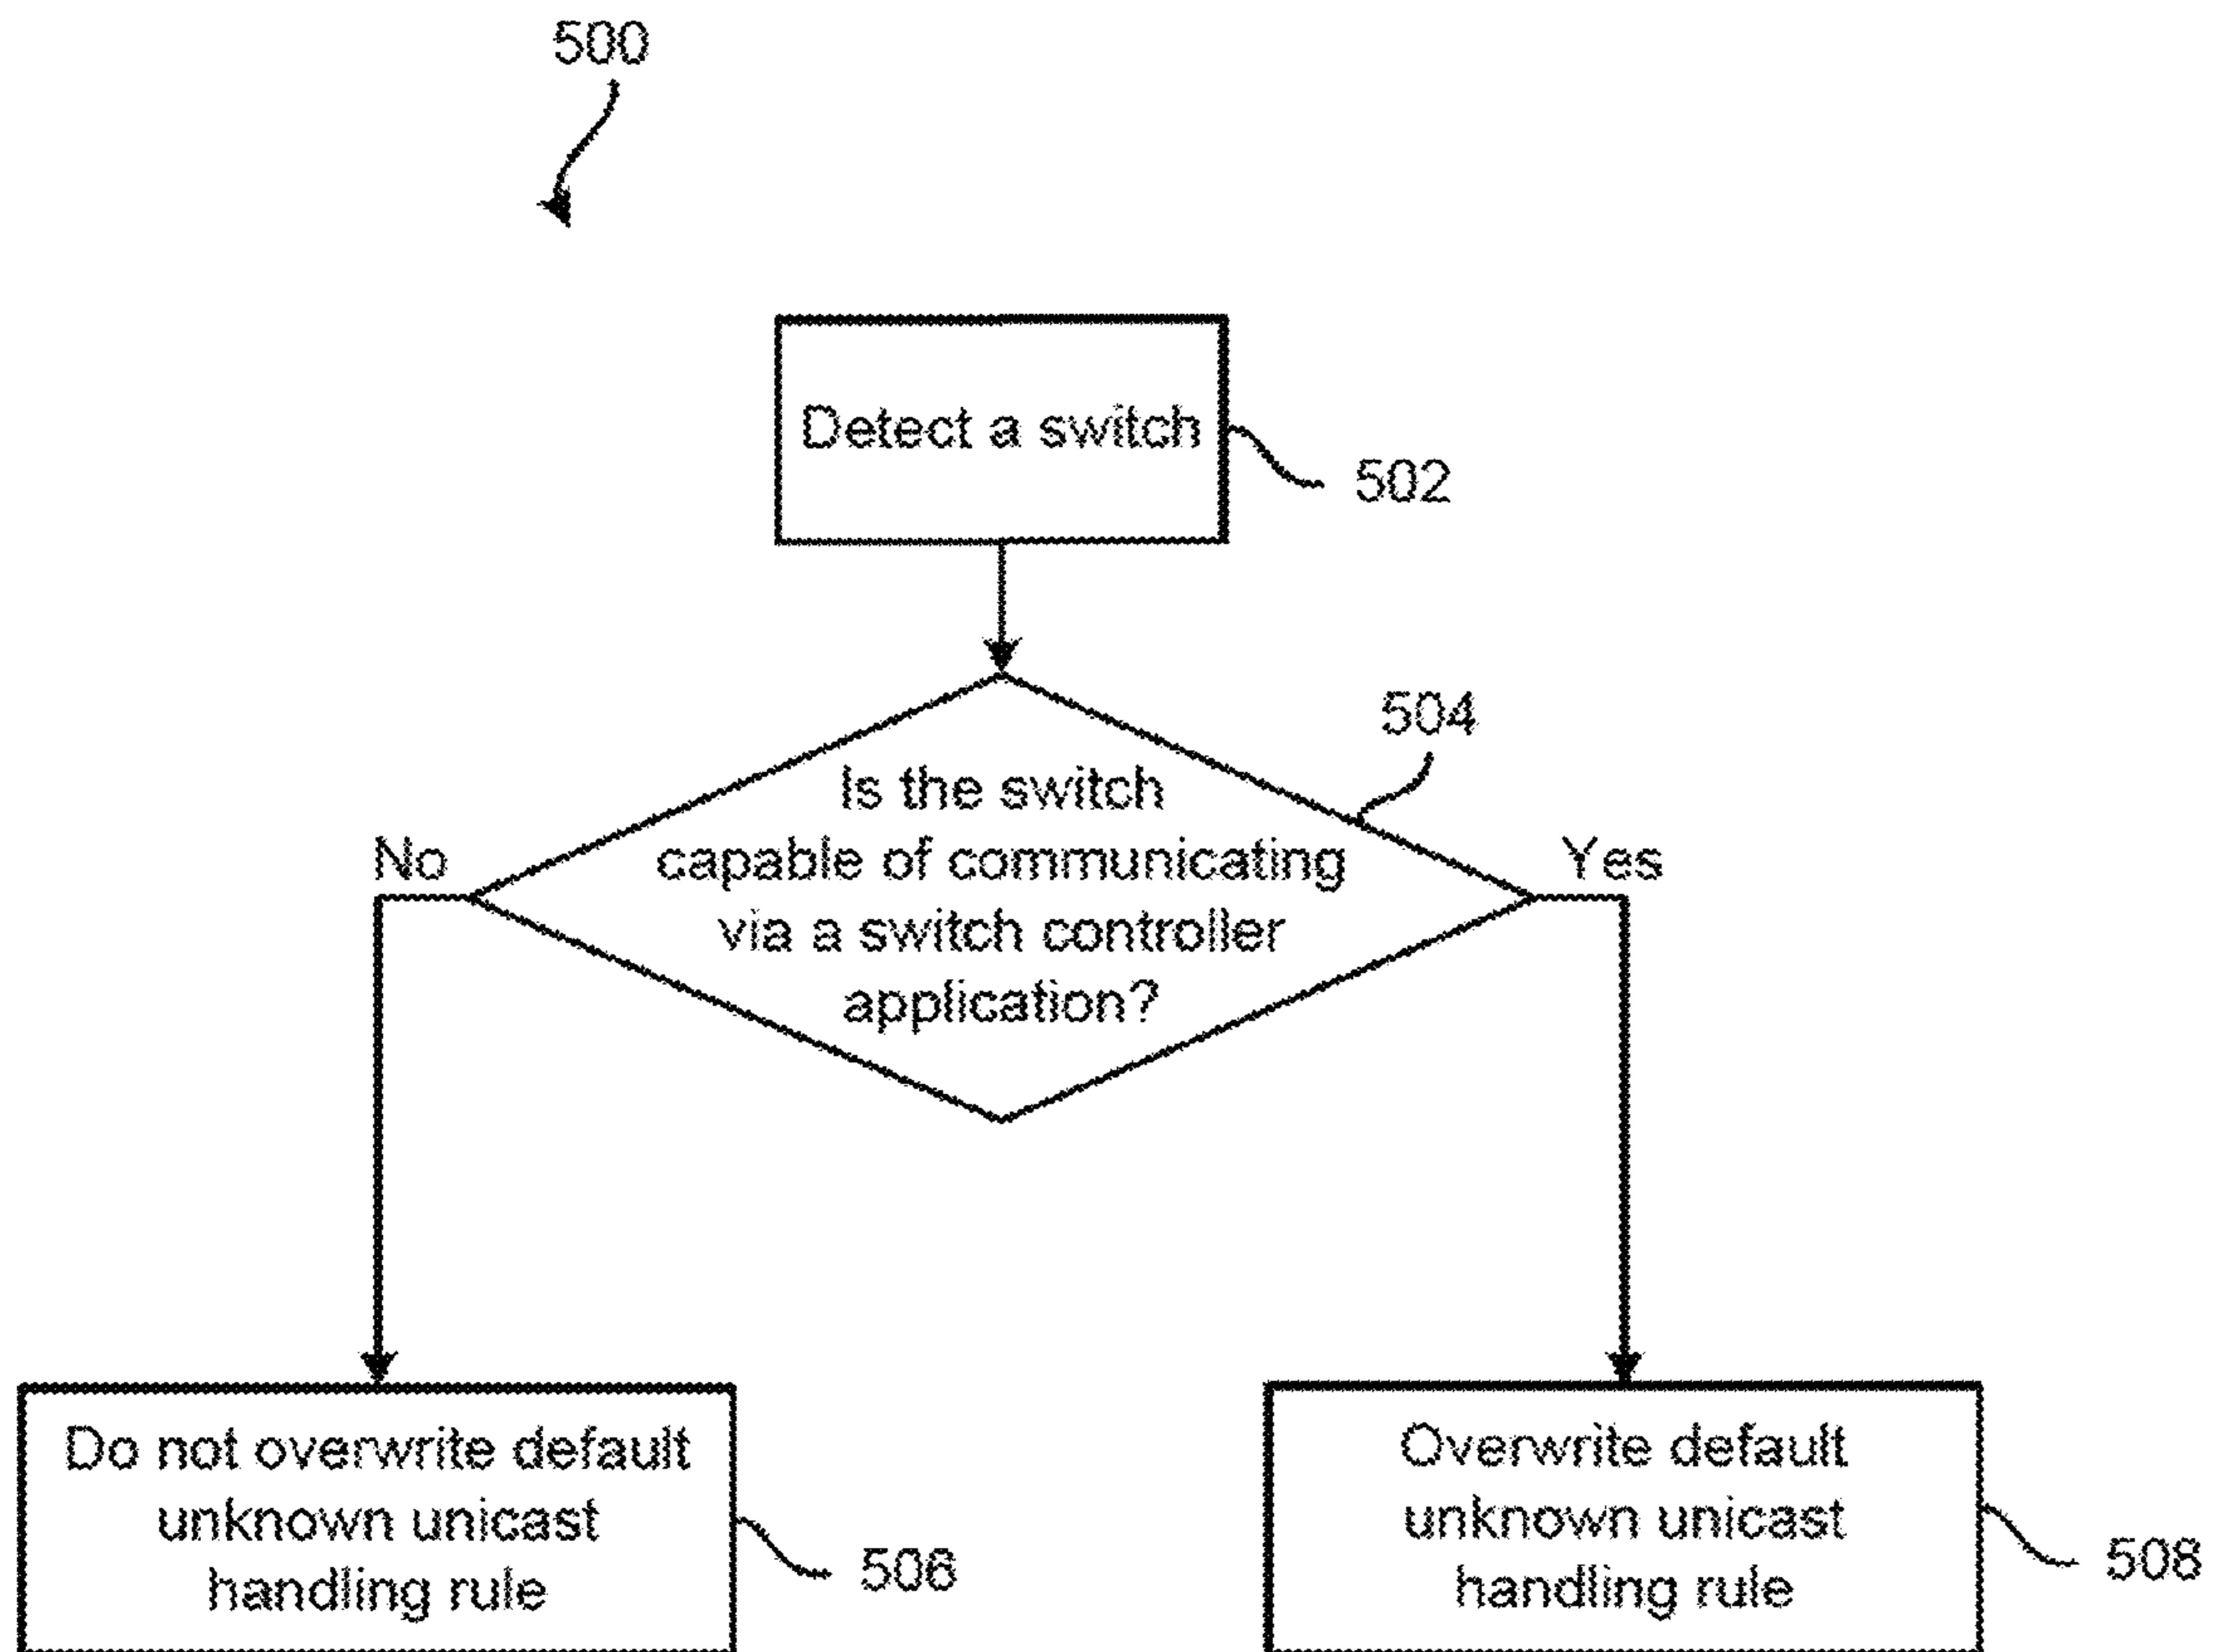 500
Detect a switch
502
504
Is the switch
capable of communicating
via a switch controller
application?
No
Yes
Do not overwrite default
unknown unicast
handling rule
506
Overwrite default
unknown unicast
handling rule
508